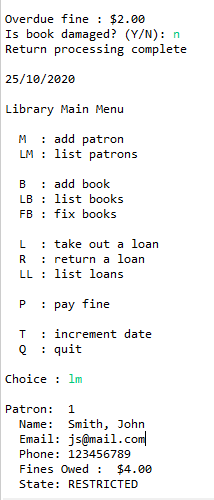 Overdue fine : $2.00
Is book damaged? (Y/N): n
Return processing complete
25/10/2020
Library Main Menu
M : add patron
LM : list patrons
B : add book
LB : list books
FB : fix books
L : take out a loan
R : return a loan
LL : list loans
P : pay fine
T : increment date
Q : quit
Choice : lm
Patron: 1
Name: Smith, John
Email: js@mail.com
Phone: 123456789
Fines Owed : $4.00
State: RESTRICTED